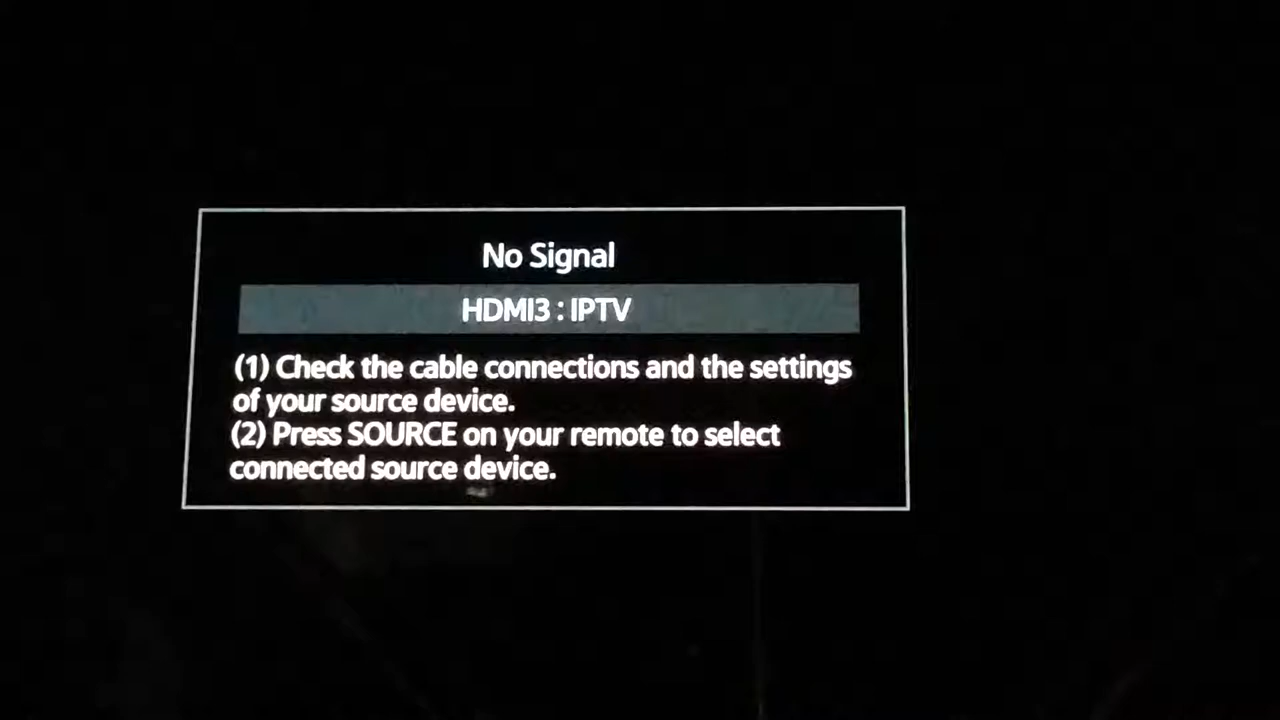 No Signal
HDMI3 : IPTV
(1) Check the cable connections and the settings
of your source device.
(2) Press SOURCE on your remote to select
connected source device.